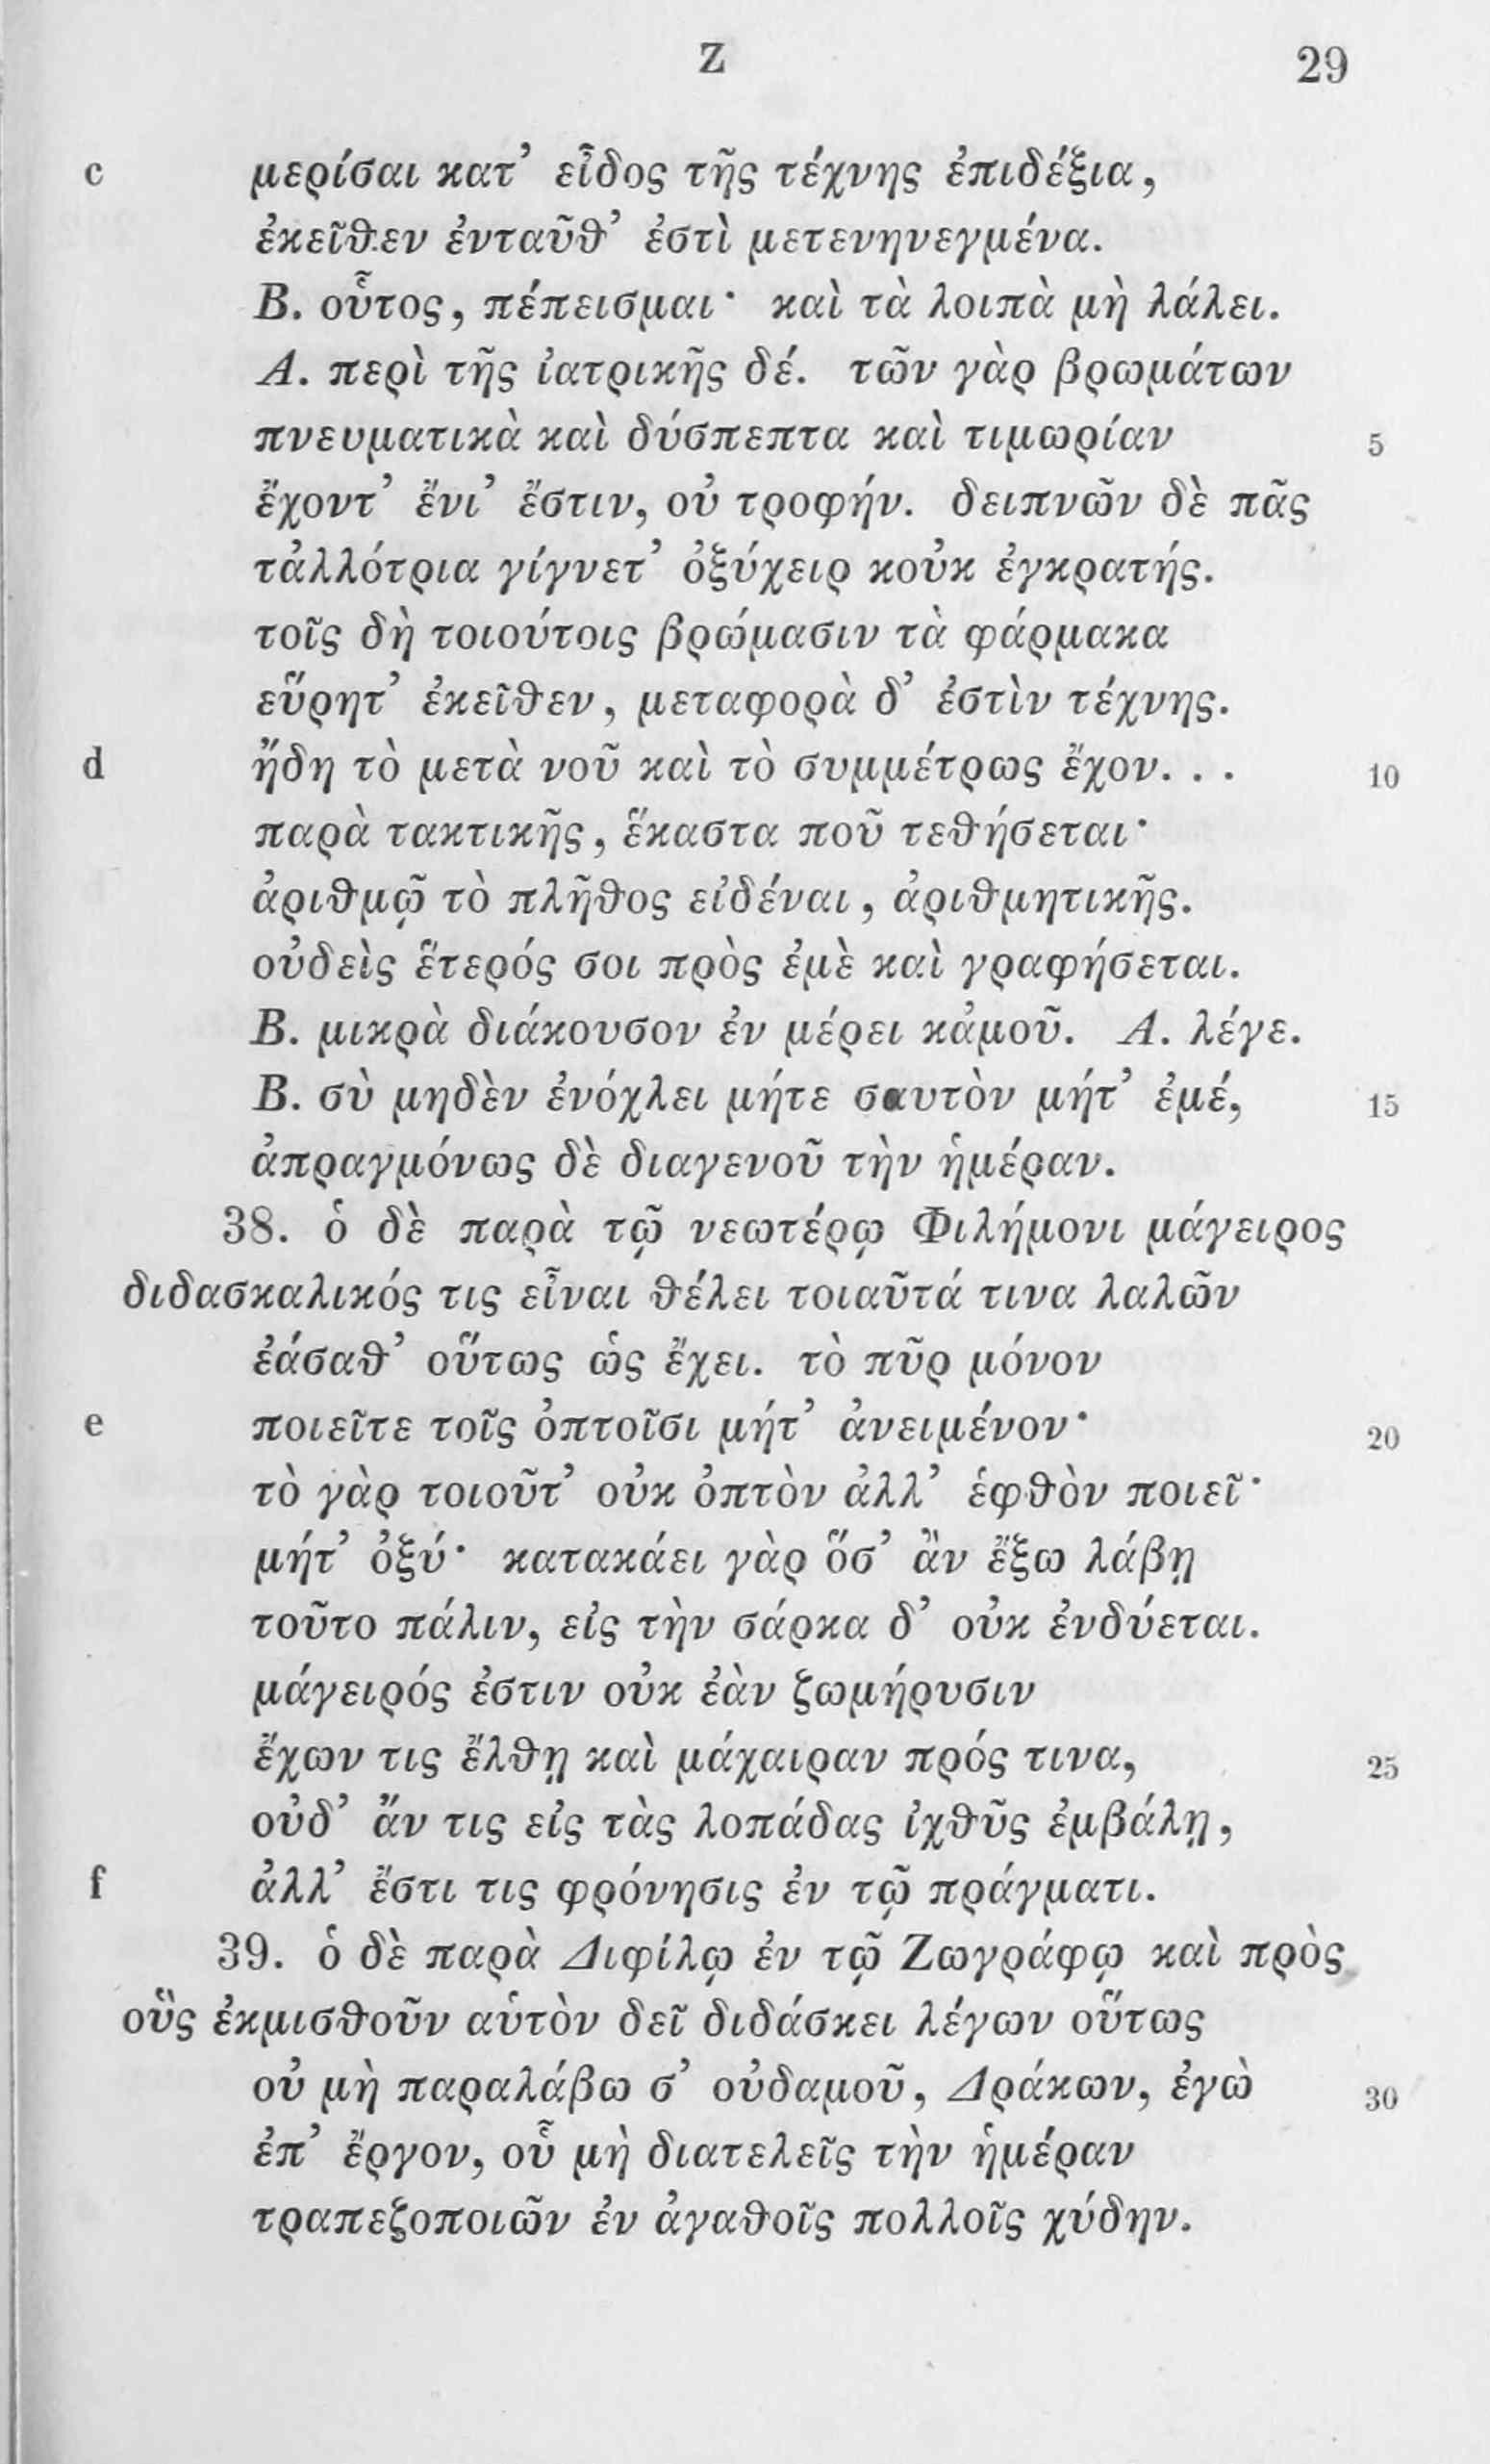 Z 29
c μερίσαι κατ’ εἶδος τῆς τέχνης ἐπιδέξια,
ἐκεῖθεν ἐνταῦθ’ ἐστὶ μετενηνεγμένα.
Β. οὗτος, πέπεισμαι· καὶ τὰ λοιπὰ μὴ λάλει.
Α. περὶ τῆς ἰατρικῆς δέ. τῶν γὰρ βρωμάτων
πνευματικὰ καὶ δύσπεπτα καὶ τιμωρίαν 5
ἔχοντ’ ἔνι’ ἔστιν, οὐ τροφήν. δειπνῶν δὲ πᾶς
τἀλλότρια γίγνετ’ ὀξύχειρ κοὐκ ἐγκρατής.
τοῖς δὴ τοιούτοις βρώμασιν τὰ φάρμακα
εὕρητ’ ἐκεῖθεν, μεταφορὰ δ’ ἐστὶν τέχνης.
d ἤδη τὸ μετὰ νοῦ καὶ τὸ συμμέτρως ἔχον. . . 10
παρὰ τακτικῆς, ἕκαστα ποῦ τεθήσεται·
ἀριθμῷ τὸ πλῆθος εἰδέναι, ἀριθμητικῆς.
οὐδεὶς ἕτερός σοι πρὸς ἐμὲ καὶ γραφήσεται.
Β. μικρὰ διάκουσον ἐν μέρει κἀμοῦ. Α. λέγε.
Β. σὺ μηδὲν ἐνόχλει μήτε σαυτὸν μήτ’ ἐμέ, 15
ἀπραγμόνως δὲ διαγενοῦ τὴν ἡμέραν.
38. ὁ δὲ παρὰ τῷ νεωτέρῳ Φιλήμονι μάγειρος
διδασκαλικός τις εἶναι θέλει τοιαῦτά τινα λαλῶν
ἐάσαθ’ οὕτως ὡς ἔχει. τὸ πῦρ μόνον
e ποιεῖτε τοῖς ὀπτοῖσι μήτ’ ἀνειμένον· 20
τὸ γὰρ τοιοῦτ’ οὐκ ὀπτὸν ἀλλ’ ἑφθὸν ποιεῖ·
μήτ’ ὀξύ· κατακάει γὰρ ὅσ’ ἂν ἔξω λάβῃ
τοῦτο πάλιν, εἰς τὴν σάρκα δ’ οὐκ ἐνδύεται.
μάγειρός ἐστιν οὐκ ἐὰν ζωμήρυσιν
ἔχων τις ἔλθῃ καὶ μάχαιραν πρός τινα, 25
οὐδ’ ἄν τις εἰς τὰς λοπάδας ἰχθῦς ἐμβάλῃ,
f ἀλλ’ ἔστι τις φρόνησις ἐν τῷ πράγματι.
39. ὁ δὲ παρὰ Διφίλῳ ἐν τῷ Ζωγράφῳ καὶ πρὸς
οὓς ἐκμισθοῦν αὑτὸν δεῖ διδάσκει λέγων οὕτως
οὐ μὴ παραλάβω σ’ οὐδαμοῦ, Δράκων, ἐγὼ 30
ἐπ’ ἔργον, οὗ μὴ διατελεῖς τὴν ἡμέραν
τραπεζοποιῶν ἐν ἀγαθοῖς πολλοῖς χύδην.